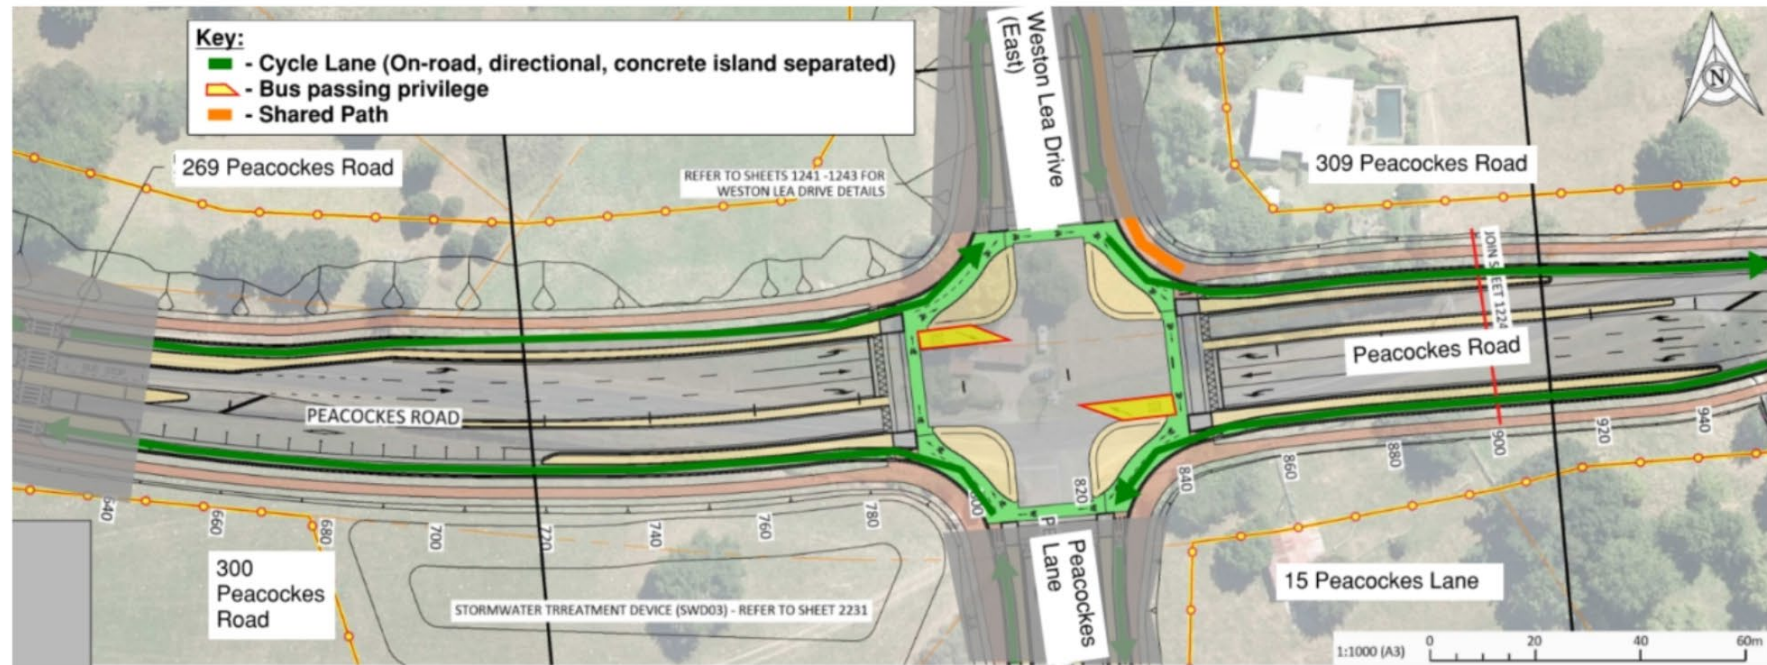 Key:
- Cycle Lane (On-road, directional, concrete island separated)
- Bus passing privilege
- Shared Path
Weston Lea Drive
(East)
N
269 Peacockes Road
REFER TO SHEETS 1241 -1243 FOR
WESTON LEA DRIVE DETAILS
309 Peacockes Road
JOIN S EET 1224
Peacockes Road
PEACOCKES ROAD
640
660
680
700
720
740
760
780
800
820
840
860
880
900
920
940
P
Peacockes
Lane
300
Peacockes
Road
STORMWATER TRREATMENT DEVICE (SWD03) - REFER TO SHEET 2231
15 Peacockes Lane
1:1000 (A3)
0 20 40 60m